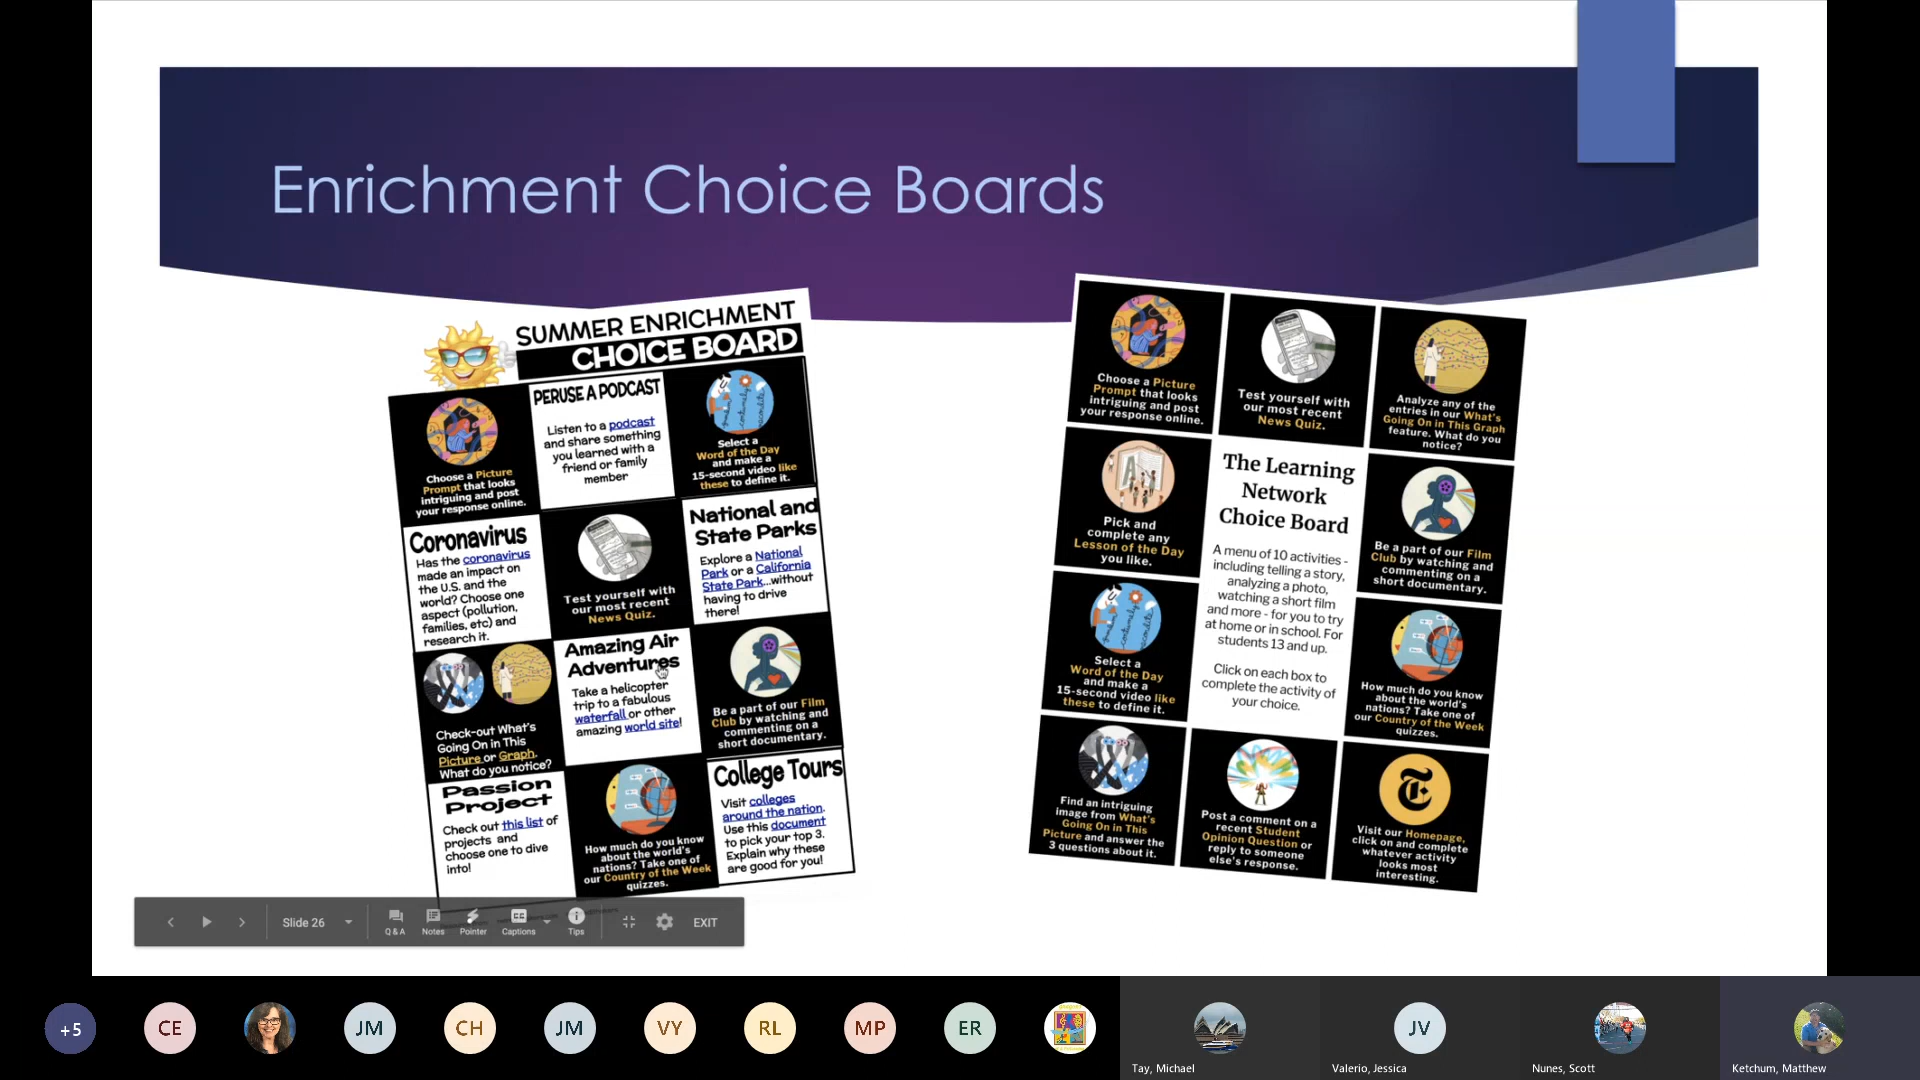 Enrichment Choice Boards
SUMMER ENRICHMENT
CHOICE BOARD
Choose a Picture
Prompt that looks
intriguing and post
your response online.
PERUSE A PODCAST
Listen to a podcast
and share something
you learned with a
friend or family
member
Select a
Word of the Day
and make a
15-second video like
these to define it.
Coronavirus
Has the coronavirus
made an impact on
the U.S. and the
world? Choose one
aspect (pollution,
families, etc) and
research it.
Test yourself with
our most recent
News Quiz.
National and
State Parks
Explore a National
Park or a California
State Park...without
having to drive
there!
Check-out What's
Going On in This
Picture or Graph.
What do you notice?
Amazing Air
Adventures
Take a helicopter
trip to a fabulous
waterfall or other
amazing world site!
Be a part of our Film
Club by watching and
commenting on a
short documentary.
Passion
Project
Check out this list of
projects and
choose one to dive
into!
How much do you know
about the world's
nations? Take one of
our Country of the Week
quizzes.
College Tours
Visit colleges
around the nation.
Use this document
to pick your top 3.
Explain why these
are good for you!
Choose a Picture
Prompt that looks
intriguing and post
your response online.
Test yourself with
our most recent
News Quiz.
Analyze any of the
entries in our What's
Going On in This Graph
feature. What do you
notice?
Pick and
complete any
Lesson of the Day
you like.
The Learning
Network
Choice Board
A menu of 10 activities -
including telling a story,
analyzing a photo,
watching a short film
and more - for you to try
at home or in school. For
students 13 and up.
Click on each box to
complete the activity of
your choice.
Be a part of our Film
Club by watching and
commenting on a
short documentary.
Select a
Word of the Day
and make a
15-second video like
these to define it.
How much do you know
about the world's
nations? Take one of
our Country of the Week
quizzes.
Find an intriguing
image from What's
Going On in This
Picture and answer the
3 questions about it.
Post a comment on a
recent Student
Opinion Question or
reply to someone
else's response.
Visit our Homepage,
click on and complete
whatever activity
looks most
interesting.
Slide 26
Q & A
Notes
Pointer
Captions
Tips
EXIT
+5
CE
JM
CH
JM
VY
RL
MP
ER
JV
Tay, Michael
Valerio, Jessica
Nunes, Scott
Ketchum, Matthew